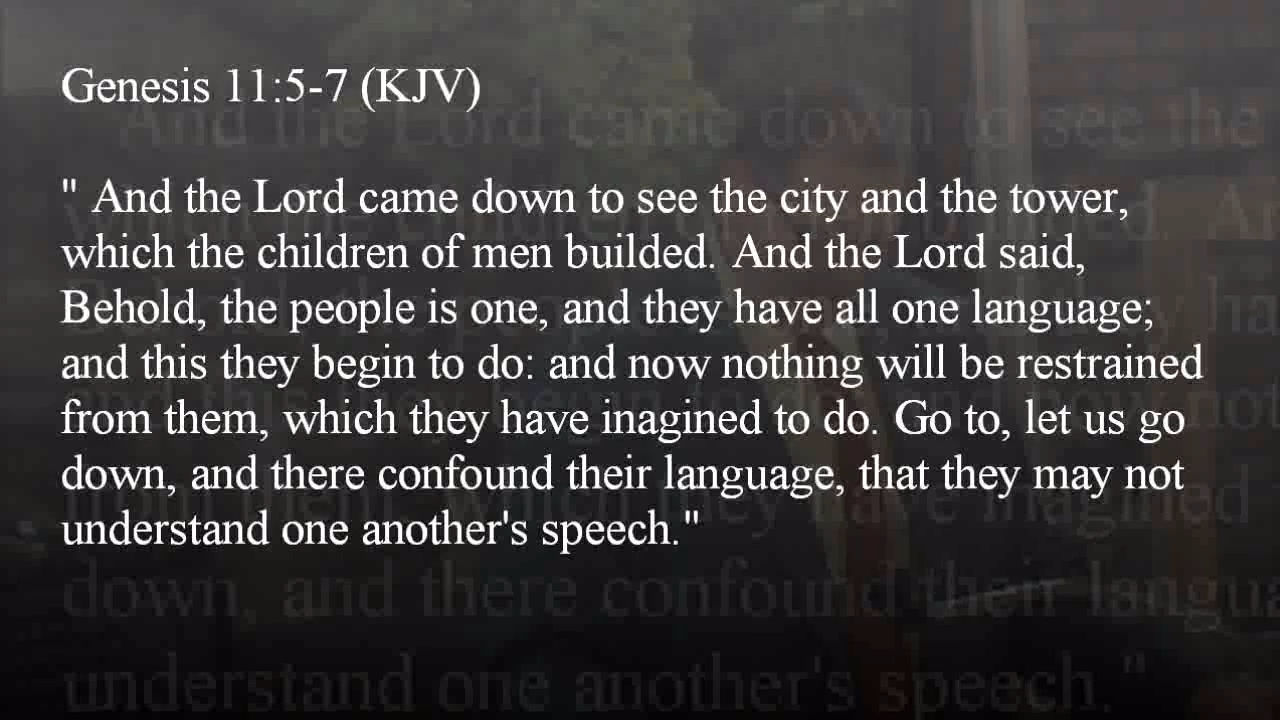 Genesis 11:5-7 (KJV)
" And the Lord came down to see the city and the tower,
which the children of men builded. And the Lord said,
Behold, the people is one, and they have all one language;
and this they begin to do: and now nothing will be restrained
from them, which they have inagined to do. Go to, let us go
down, and there confound their language, that they may not
understand one another's speech."